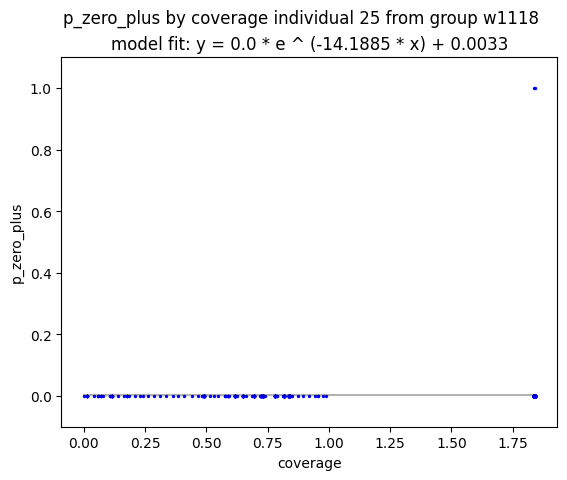 p_zero_plus by coverage individual 25 from group w1118
model fit: y = 0.0 * e ^ (-14.1885 * x) + 0.0033
1.0
0.8
0.6
p_zero_plus
0.4
0.2
0.0
0.00 0.25 0.50 0.75 1.00 1.25 1.50 1.75
coverage